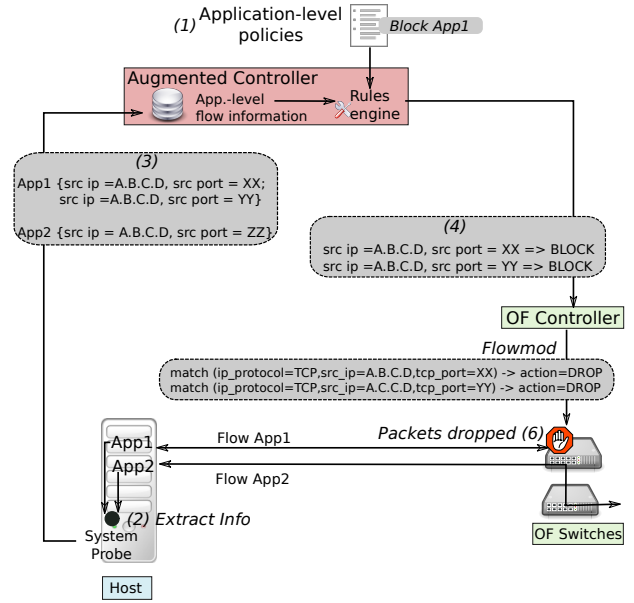 (1) Application-level
policies
Block App1
Augmented Controller
App.-level
flow information
Rules
engine
(3)
App1 {src ip =A.B.C.D, src port = XX;
src ip =A.B.C.D, src port = YY}
App2 {src ip = A.B.C.D, src port = ZZ}
(4)
src ip =A.B.C.D, src port = XX => BLOCK
src ip =A.B.C.D, src port = YY => BLOCK
OF Controller
Flowmod
match (ip_protocol=TCP,src_ip=A.B.C.D,tcp_port=XX) -> action=DROP
match (ip_protocol=TCP,src_ip=A.C.C.D,tcp_port=YY) -> action=DROP
Packets dropped (6)
App1
Flow App1
App2
Flow App2
(2) Extract Info
System
Probe
OF Switches
Host